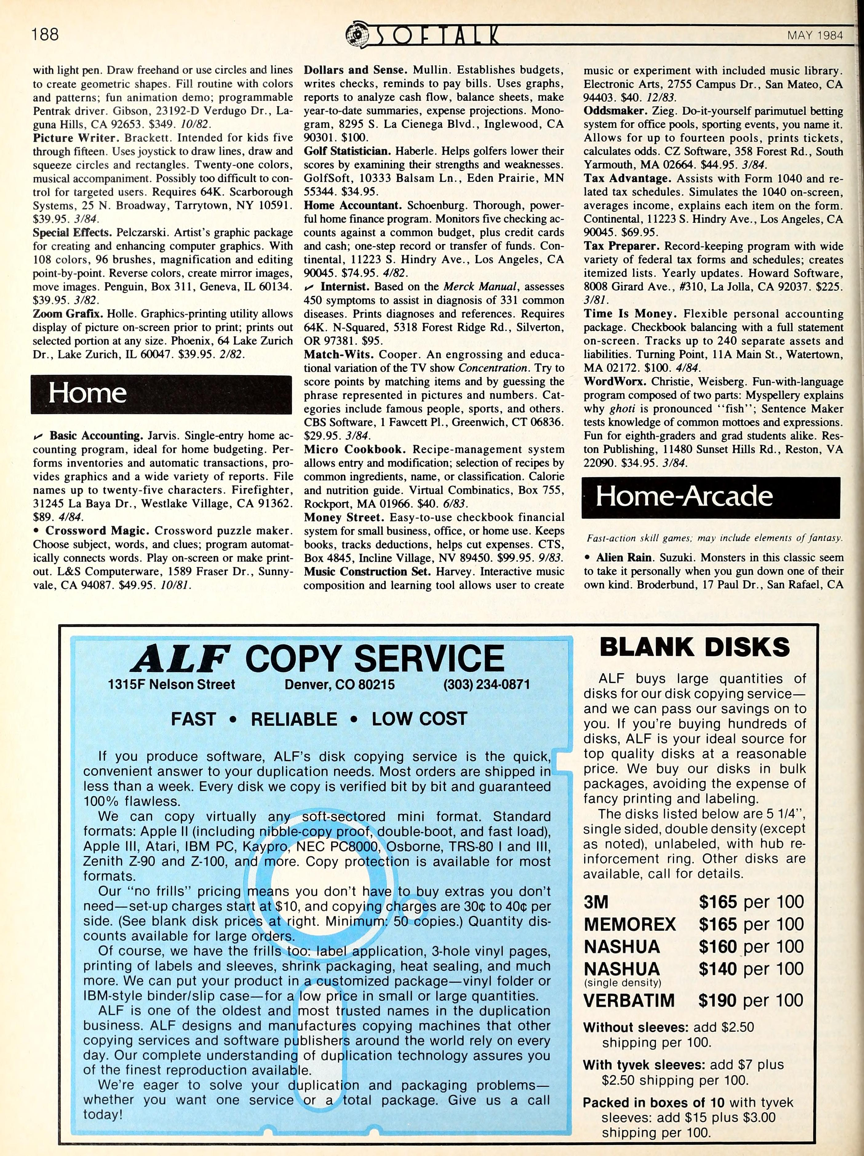 188
SOFTALK
MAY 1984
with light pen. Draw freehand or use circles and lines
to create geometric shapes. Fill routine with colors
and patterns; fun animation demo; programmable
Pentrak driver. Gibson, 23192-D Verdugo Dr., La-
guna Hills, CA 92653. $349. 10/82.
Picture Writer. Brackett. Intended for kids five
through fifteen. Uses joystick to draw lines, draw and
squeeze circles and rectangles. Twenty-one colors,
musical accompaniment. Possibly too difficult to con-
trol for targeted users. Requires 64K. Scarborough
Systems, 25 N. Broadway, Tarrytown, NY 10591.
$39.95. 3/84.
Special Effects. Pelczarski. Artist's graphic package
for creating and enhancing computer graphics. With
108 colors, 96 brushes, magnification and editing
point-by-point. Reverse colors, create mirror images,
move images. Penguin, Box 311, Geneva, IL 60134.
$39.95. 3/82.
Zoom Grafix. Holle. Graphics-printing utility allows
display of picture on-screen prior to print; prints out
selected portion at any size. Phoenix, 64 Lake Zurich
Dr., Lake Zurich, IL 60047. $39.95. 2/82.
Home
✓ Basic Accounting. Jarvis. Single-entry home ac-
counting program, ideal for home budgeting. Per-
forms inventories and automatic transactions, pro-
vides graphics and a wide variety of reports. File
names up to twenty-five characters. Firefighter,
31245 La Baya Dr., Westlake Village, CA 91362.
$89. 4/84.
• Crossword Magic. Crossword puzzle maker.
Choose subject, words, and clues; program automat-
ically connects words. Play on-screen or make print-
out. L&S Computerware, 1589 Fraser Dr., Sunny-
vale, CA 94087. $49.95. 10/81.
Dollars and Sense. Mullin. Establishes budgets,
writes checks, reminds to pay bills. Uses graphs,
reports to analyze cash flow, balance sheets, make
year-to-date summaries, expense projections. Mono-
gram, 8295 S. La Cienega Blvd., Inglewood, CA
90301. $100.
Golf Statistician. Haberle. Helps golfers lower their
scores by examining their strengths and weaknesses.
GolfSoft, 10333 Balsam Ln., Eden Prairie, MN
55344. $34.95.
Home Accountant. Schoenburg. Thorough, power-
ful home finance program. Monitors five checking ac-
counts against a common budget, plus credit cards
and cash; one-step record or transfer of funds. Con-
tinental, 11223 S. Hindry Ave., Los Angeles, CA
90045. $74.95. 4/82.
✓ Internist. Based on the Merck Manual, assesses
450 symptoms to assist in diagnosis of 331 common
diseases. Prints diagnoses and references. Requires
64K. N-Squared, 5318 Forest Ridge Rd., Silverton,
OR 97381. $95.
Match-Wits. Cooper. An engrossing and educa-
tional variation of the TV show Concentration. Try to
score points by matching items and by guessing the
phrase represented in pictures and numbers. Cat-
egories include famous people, sports, and others.
CBS Software, 1 Fawcett Pl., Greenwich, CT 06836.
$29.95. 3/84.
Micro Cookbook. Recipe-management system
allows entry and modification; selection of recipes by
common ingredients, name, or classification. Calorie
and nutrition guide. Virtual Combinatics, Box 755,
Rockport, MA 01966. $40. 6/83.
Money Street. Easy-to-use checkbook financial
system for small business, office, or home use. Keeps
books, tracks deductions, helps cut expenses. CTS,
Box 4845, Incline Village, NV 89450. $99.95. 9/83.
Music Construction Set. Harvey. Interactive music
composition and learning tool allows user to create
music or experiment with included music library.
Electronic Arts, 2755 Campus Dr., San Mateo, CA
94403. $40. 12/83.
Oddsmaker. Zieg. Do-it-yourself parimutuel betting
system for office pools, sporting events, you name it.
Allows for up to fourteen pools, prints tickets,
calculates odds. CZ Software, 358 Forest Rd., South
Yarmouth, MA 02664. $44.95. 3/84.
Tax Advantage. Assists with Form 1040 and re-
lated tax schedules. Simulates the 1040 on-screen,
averages income, explains each item on the form.
Continental, 11223 S. Hindry Ave., Los Angeles, CA
90045. $69.95.
Tax Preparer. Record-keeping program with wide
variety of federal tax forms and schedules; creates
itemized lists. Yearly updates. Howard Software,
8008 Girard Ave., #310, La Jolla, CA 92037. $225.
3/81.
Time Is Money. Flexible personal accounting
package. Checkbook balancing with a full statement
on-screen. Tracks up to 240 separate assets and
liabilities. Turning Point, 11A Main St., Watertown,
MA 02172. $100. 4/84.
WordWorx. Christie, Weisberg. Fun-with-language
program composed of two parts: Myspellery explains
why ghoti is pronounced "fish"; Sentence Maker
tests knowledge of common mottoes and expressions.
Fun for eighth-graders and grad students alike. Res-
ton Publishing, 11480 Sunset Hills Rd., Reston, VA
22090. $34.95. 3/84.
Home-Arcade
Fast-action skill games; may include elements of fantasy.
• Alien Rain. Suzuki. Monsters in this classic seem
to take it personally when you gun down one of their
own kind. Broderbund, 17 Paul Dr., San Rafael, CA
ALF COPY SERVICE
1315F Nelson Street Denver, CO 80215 (303) 234-0871
FAST • RELIABLE • LOW COST
If you produce software, ALF's disk copying service is the quick,
convenient answer to your duplication needs. Most orders are shipped in
less than a week. Every disk we copy is verified bit by bit and guaranteed
100% flawless.
We can copy virtually any soft-sectored mini format. Standard
formats: Apple II (including nibble-copy proof, double-boot, and fast load),
Apple III, Atari, IBM PC, Kaypro, NEC PC8000, Osborne, TRS-80 I and III,
Zenith Z-90 and Z-100, and more. Copy protection is available for most
formats.
Our "no frills" pricing means you don't have to buy extras you don't
need—set-up charges start at $10, and copying charges are 30¢ to 40¢ per
side. (See blank disk prices at right. Minimum: 50 copies.) Quantity dis-
counts available for large orders.
Of course, we have the frills too: label application, 3-hole vinyl pages,
printing of labels and sleeves, shrink packaging, heat sealing, and much
more. We can put your product in a customized package—vinyl folder or
IBM-style binder/slip case—for a low price in small or large quantities.
ALF is one of the oldest and most trusted names in the duplication
business. ALF designs and manufactures copying machines that other
copying services and software publishers around the world rely on every
day. Our complete understanding of duplication technology assures you
of the finest reproduction available.
We're eager to solve your duplication and packaging problems—
whether you want one service or a total package. Give us a call
today!
BLANK DISKS
ALF buys large quantities of
disks for our disk copying service—
and we can pass our savings on to
you. If you're buying hundreds of
disks, ALF is your ideal source for
top quality disks at a reasonable
price. We buy our disks in bulk
packages, avoiding the expense of
fancy printing and labeling.
The disks listed below are 5 1/4",
single sided, double density (except
as noted), unlabeled, with hub re-
inforcement ring. Other disks are
available, call for details.
3M $165 per 100
MEMOREX $165 per 100
NASHUA $160 per 100
NASHUA $140 per 100
(single density)
VERBATIM $190 per 100
Without sleeves: add $2.50
shipping per 100.
With tyvek sleeves: add $7 plus
$2.50 shipping per 100.
Packed in boxes of 10 with tyvek
sleeves: add $15 plus $3.00
shipping per 100.